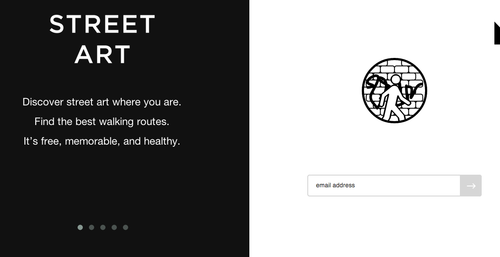 STREET
ART
Discover street art where you are.
Find the best walking routes.
It's free, memorable, and healthy.
email address